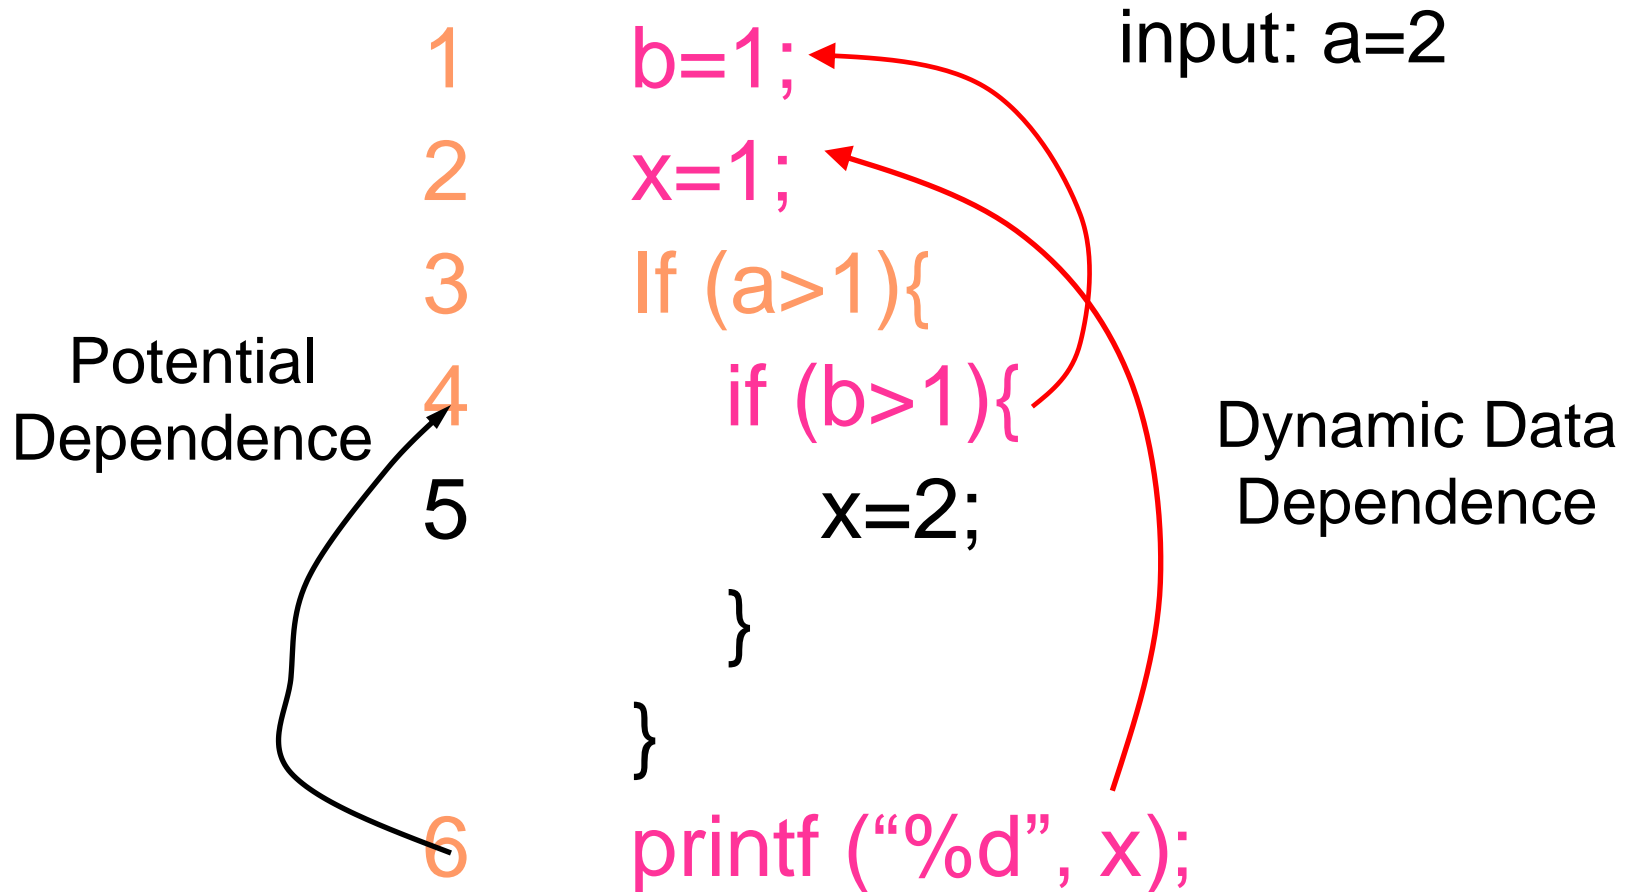 input: a=2
1 b=1;
2 x=1;
3 If (a>1){
4 if (b>1){
5 x=2;
}
}
6 printf (“%d”, x);
Potential
Dependence
Dynamic Data
Dependence